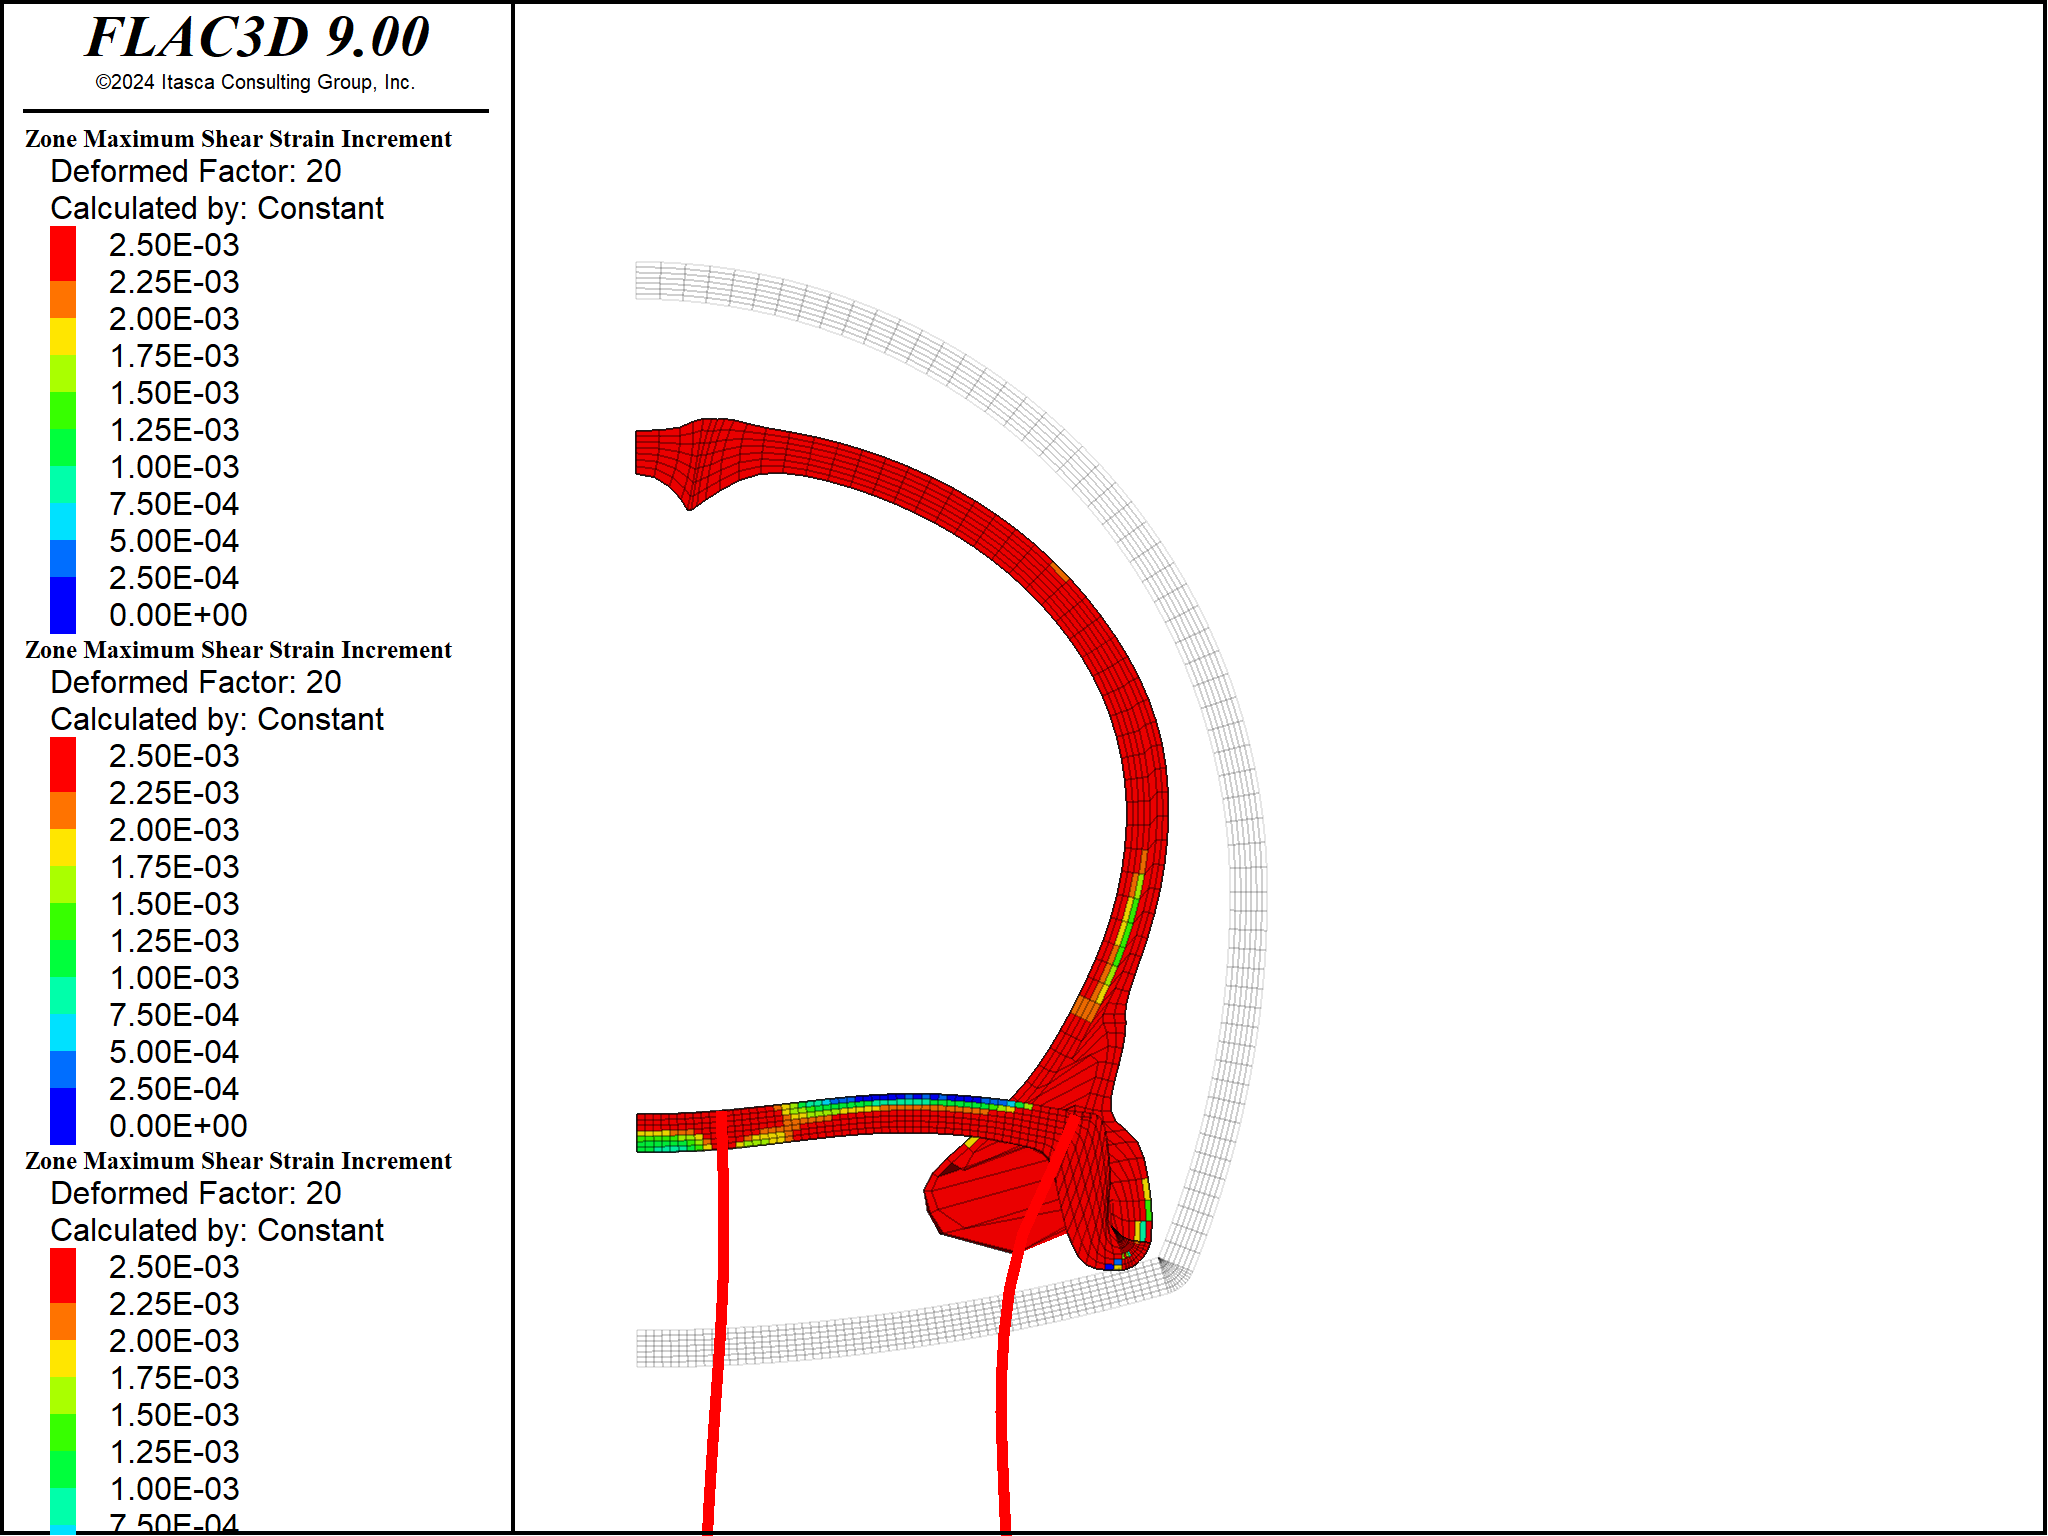 FLAC3D 9.00
©2024 Itasca Consulting Group, Inc.
Zone Maximum Shear Strain Increment
Deformed Factor: 20
Calculated by: Constant
2.50E-03
2.25E-03
2.00E-03
1.75E-03
1.50E-03
1.25E-03
1.00E-03
7.50E-04
5.00E-04
2.50E-04
0.00E+00
Zone Maximum Shear Strain Increment
Deformed Factor: 20
Calculated by: Constant
2.50E-03
2.25E-03
2.00E-03
1.75E-03
1.50E-03
1.25E-03
1.00E-03
7.50E-04
5.00E-04
2.50E-04
0.00E+00
Zone Maximum Shear Strain Increment
Deformed Factor: 20
Calculated by: Constant
2.50E-03
2.25E-03
2.00E-03
1.75E-03
1.50E-03
1.25E-03
1.00E-03
7.50E-04